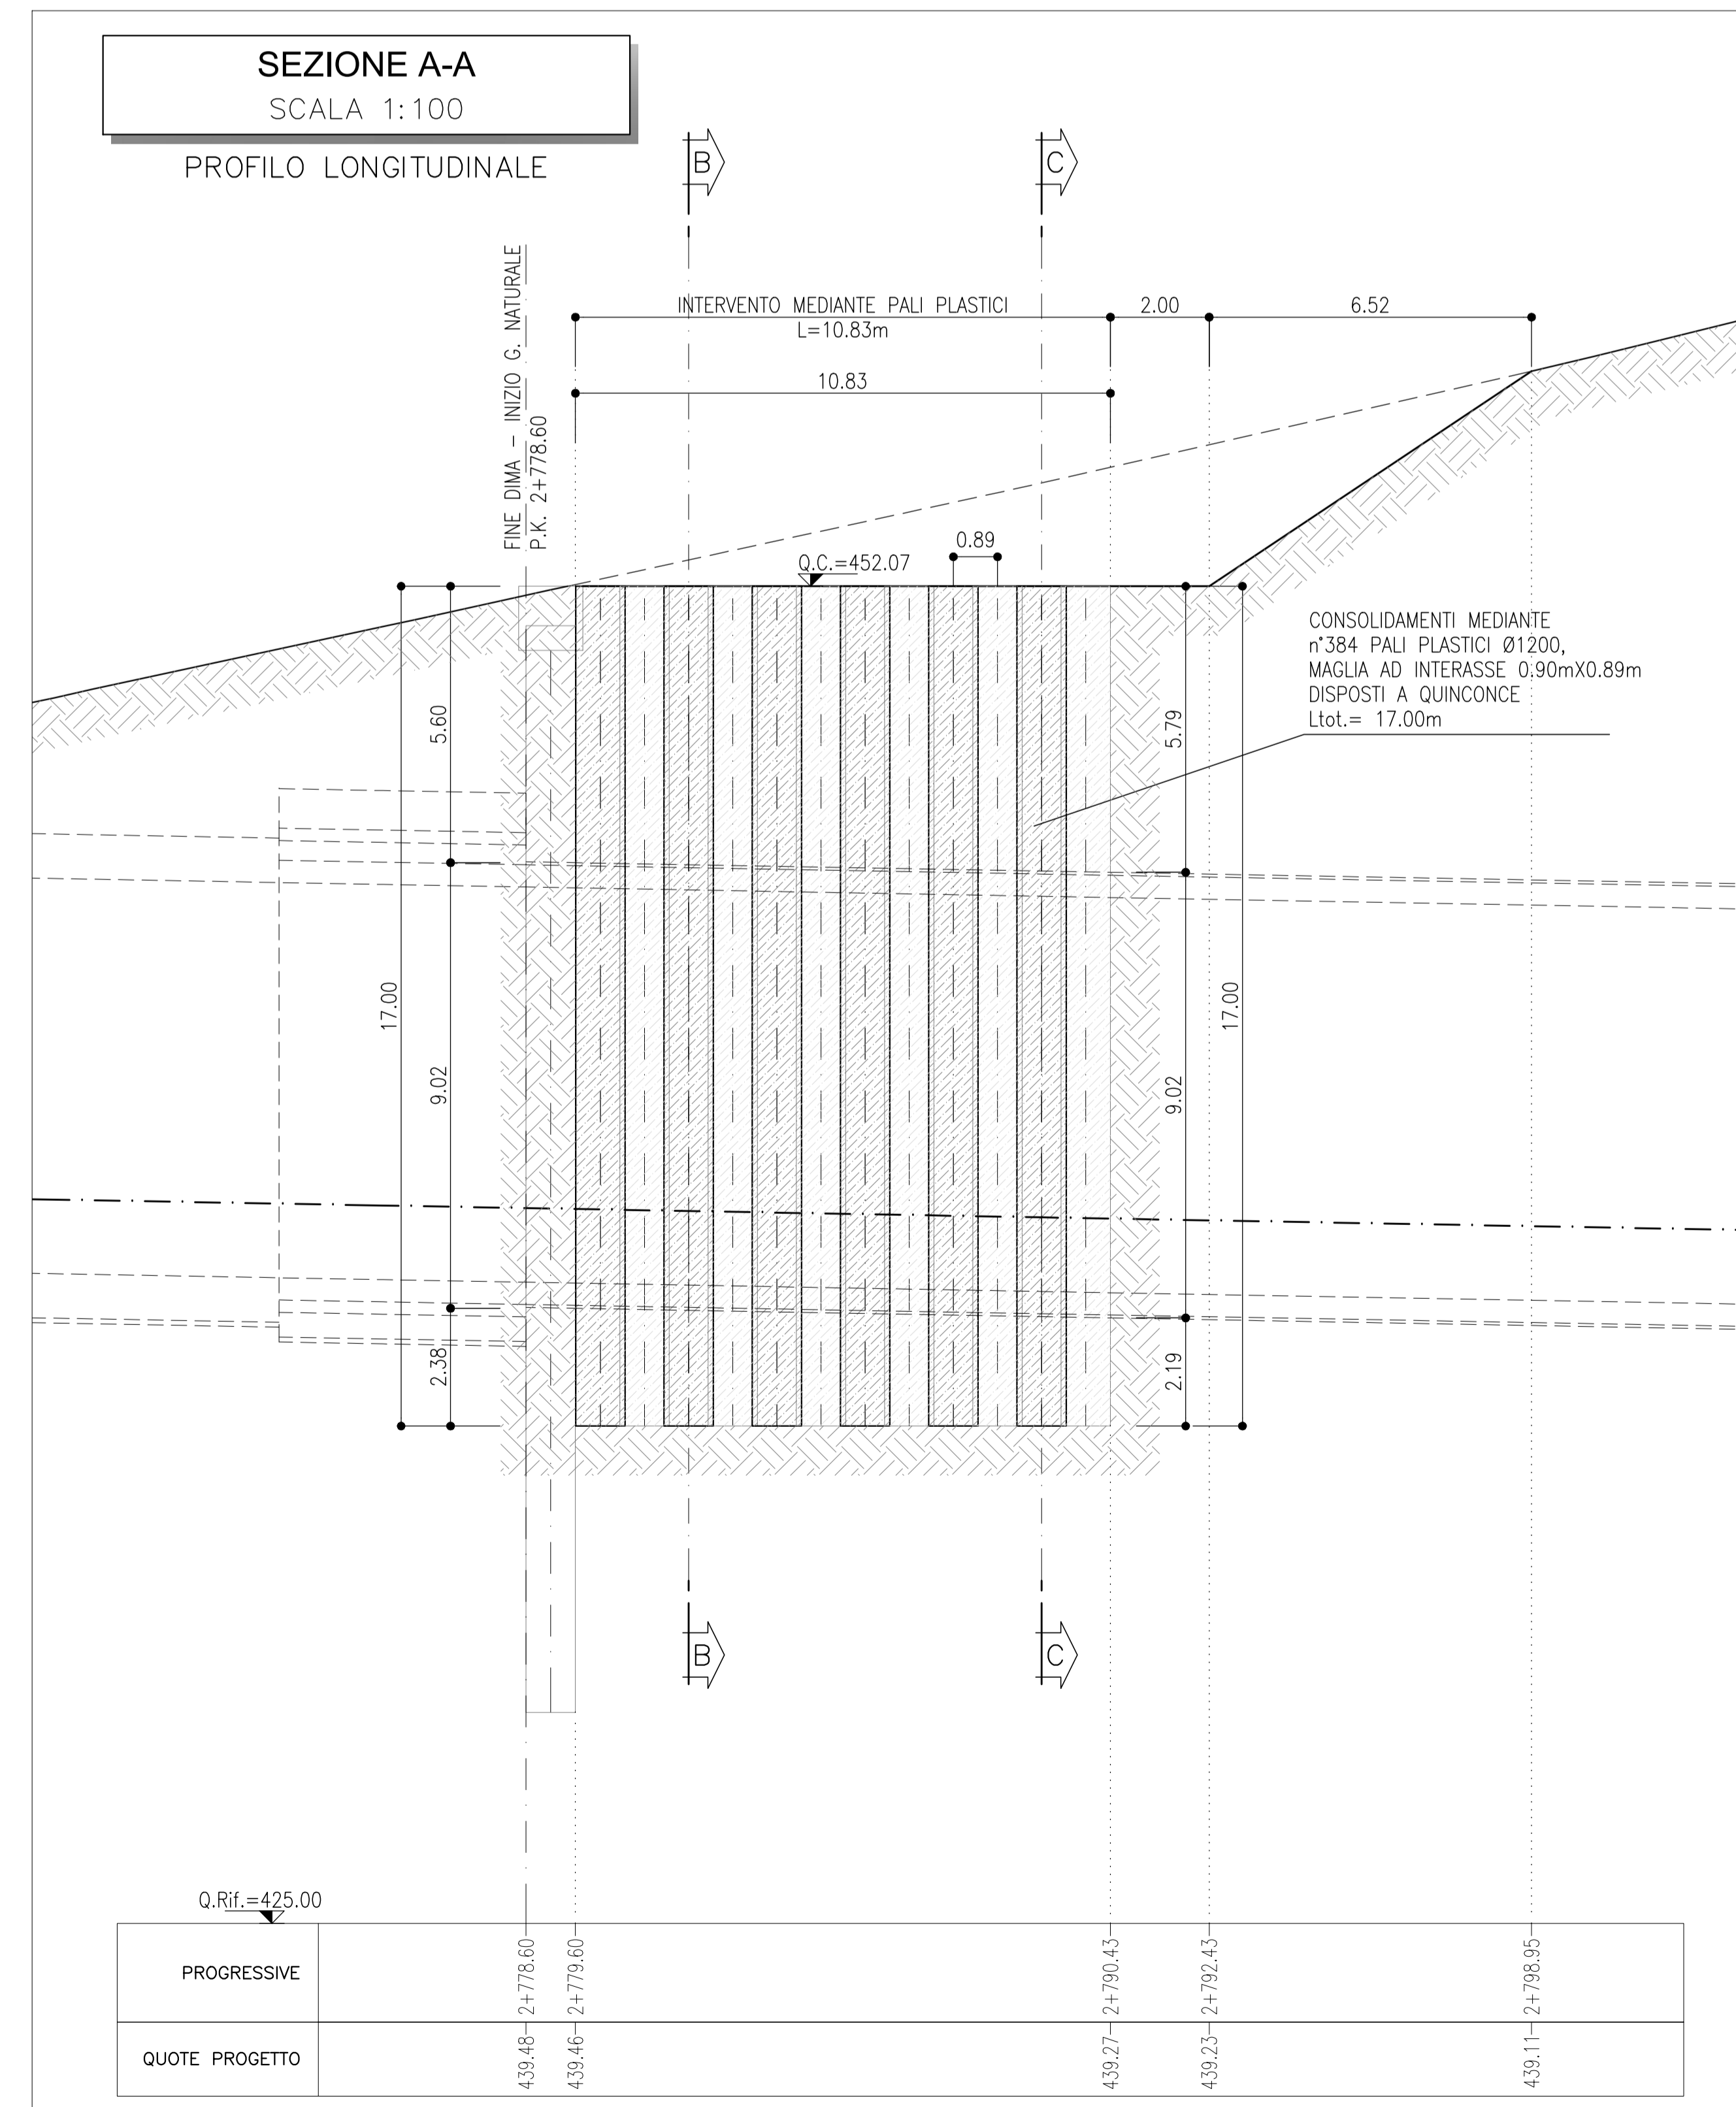 SEZIONE A-A
SCALA 1:100
PROFILO LONGITUDINALE
B
C
FINE DIMA - INIZIO G. NATURALE
P.K. 2+778.60
INTERVENTO MEDIANTE PALI PLASTICI
L=10.83m
2.00
6.52
10.83
0.89
Q.C.=452.07
CONSOLIDAMENTI MEDIANTE
n°384 PALI PLASTICI Ø1200,
MAGLIA AD INTERASSE 0.90mX0.89m
DISPOSTI A QUINCONCE
Ltot.= 17.00m
5.60
5.79
17.00
17.00
9.02
9.02
2.38
2.19
B
C
Q.Rif.=425.00
PROGRESSIVE
2+778.60
2+779.60
2+790.43
2+792.43
2+798.95
QUOTE PROGETTO
439.48
439.46
439.27
439.23
439.11